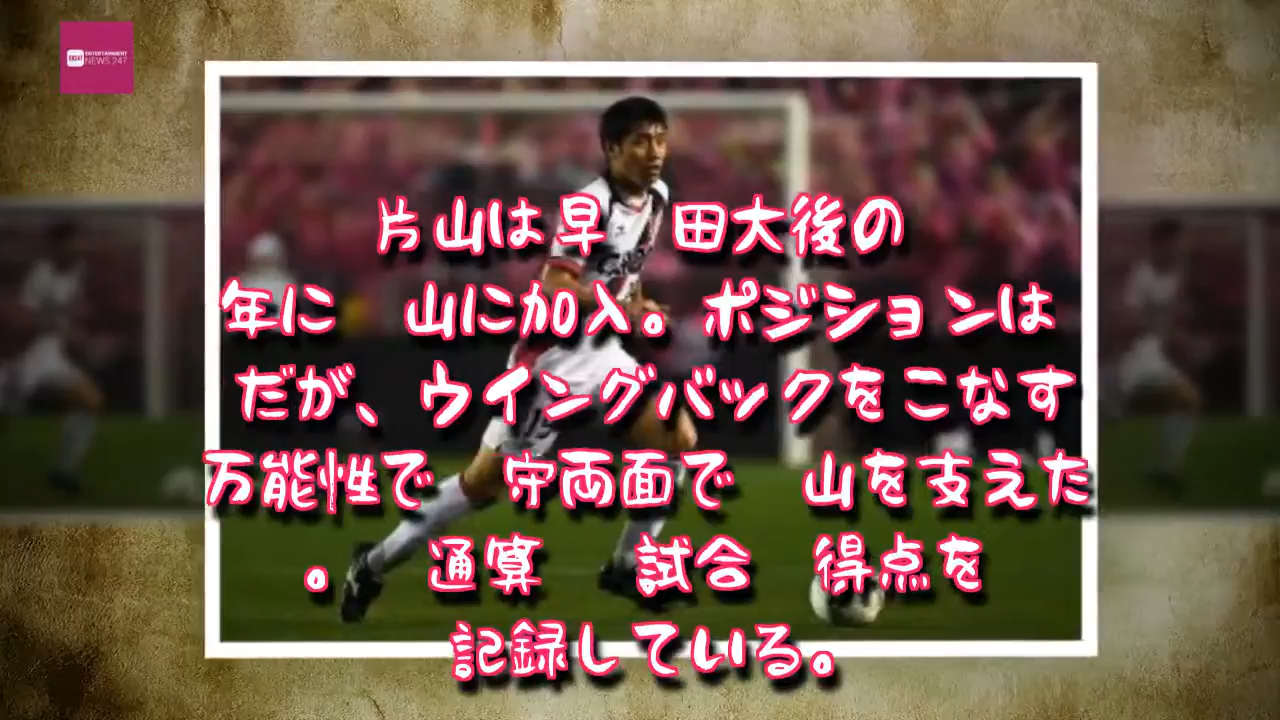 ENTERTAINMENT
NEWS 247
片山は早 田大後の
年に 山に加入。ポジションは
だが、ウイングバックをこなす
万能性で 守両面で 山を支えた
。 通算 試合 得点を
記録している。